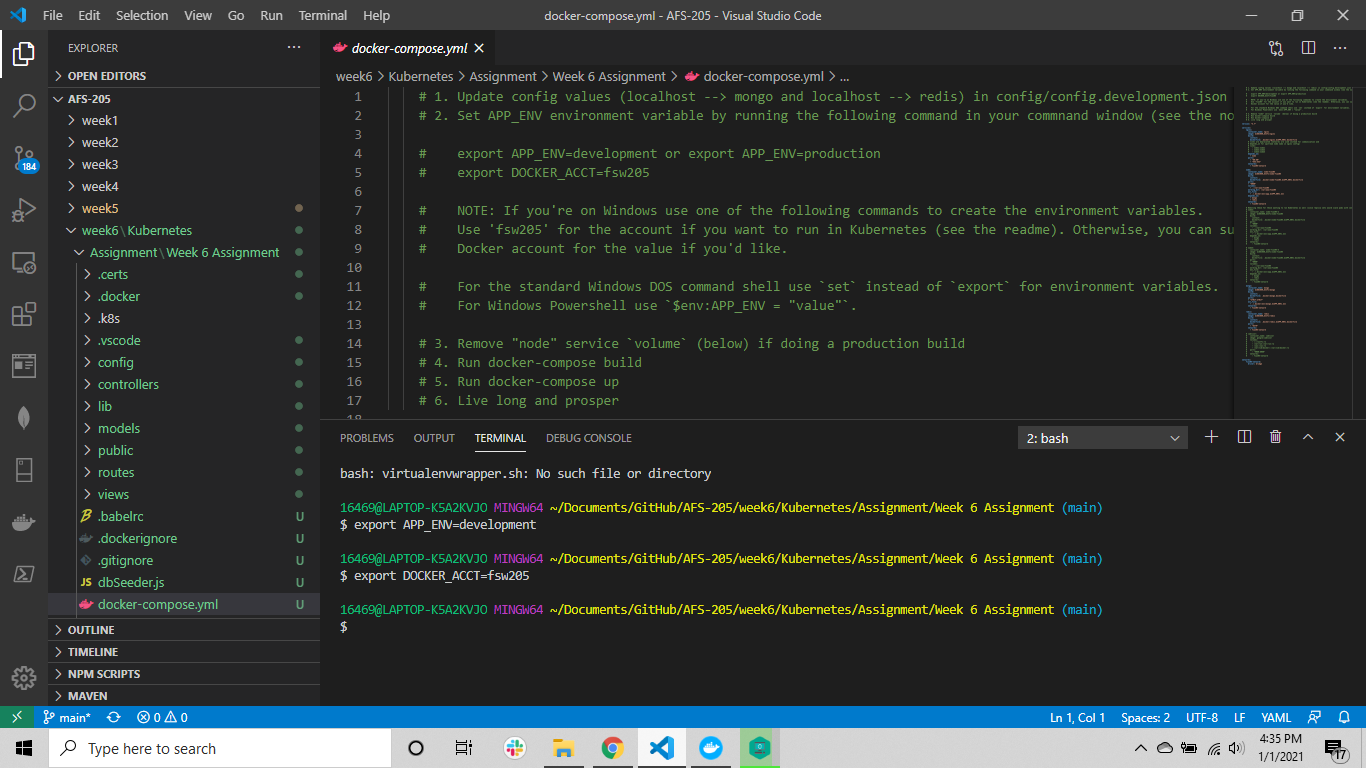 File Edit Selection View Go Run Terminal Help
docker-compose.yml - AFS-205 - Visual Studio Code
EXPLORER
OPEN EDITORS
AFS-205
week1
week2
week3
week4
week5
week6\Kubernetes
Assignment\Week 6 Assignment
.certs
.docker
.k8s
.vscode
config
controllers
lib
models
public
routes
views
.babelrc U
.dockerignore U
.gitignore U
JS dbSeeder.js U
docker-compose.yml U
OUTLINE
TIMELINE
NPM SCRIPTS
MAVEN
184
docker-compose.yml
week6 > Kubernetes > Assignment > Week 6 Assignment > docker-compose.yml > ...
1 # 1. Update config values (localhost --> mongo and localhost --> redis) in config/config.development.json
2 # 2. Set APP_ENV environment variable by running the following command in your commnand window (see the no
3
4 # export APP_ENV=development or export APP_ENV=production
5 # export DOCKER_ACCT=fsw205
6
7 # NOTE: If you're on Windows use one of the following commands to create the environment variables.
8 # Use 'fsw205' for the account if you want to run in Kubernetes (see the readme). Otherwise, you can su
9 # Docker account for the value if you'd like.
10
11 # For the standard Windows DOS command shell use `set` instead of `export` for environment variables.
12 # For Windows Powershell use `$env:APP_ENV = "value"`.
13
14 # 3. Remove "node" service `volume` (below) if doing a production build
15 # 4. Run docker-compose build
16 # 5. Run docker-compose up
17 # 6. Live long and prosper
18
PROBLEMS OUTPUT TERMINAL DEBUG CONSOLE
2: bash
bash: virtualenvwrapper.sh: No such file or directory
16469@LAPTOP-K5A2KVJO MINGW64 ~/Documents/GitHub/AFS-205/week6/Kubernetes/Assignment/Week 6 Assignment (main)
$ export APP_ENV=development
16469@LAPTOP-K5A2KVJO MINGW64 ~/Documents/GitHub/AFS-205/week6/Kubernetes/Assignment/Week 6 Assignment (main)
$ export DOCKER_ACCT=fsw205
16469@LAPTOP-K5A2KVJO MINGW64 ~/Documents/GitHub/AFS-205/week6/Kubernetes/Assignment/Week 6 Assignment (main)
$
main* 0 0
Ln 1, Col 1 Spaces: 2 UTF-8 LF YAML
Type here to search
4:35 PM
1/1/2021
17